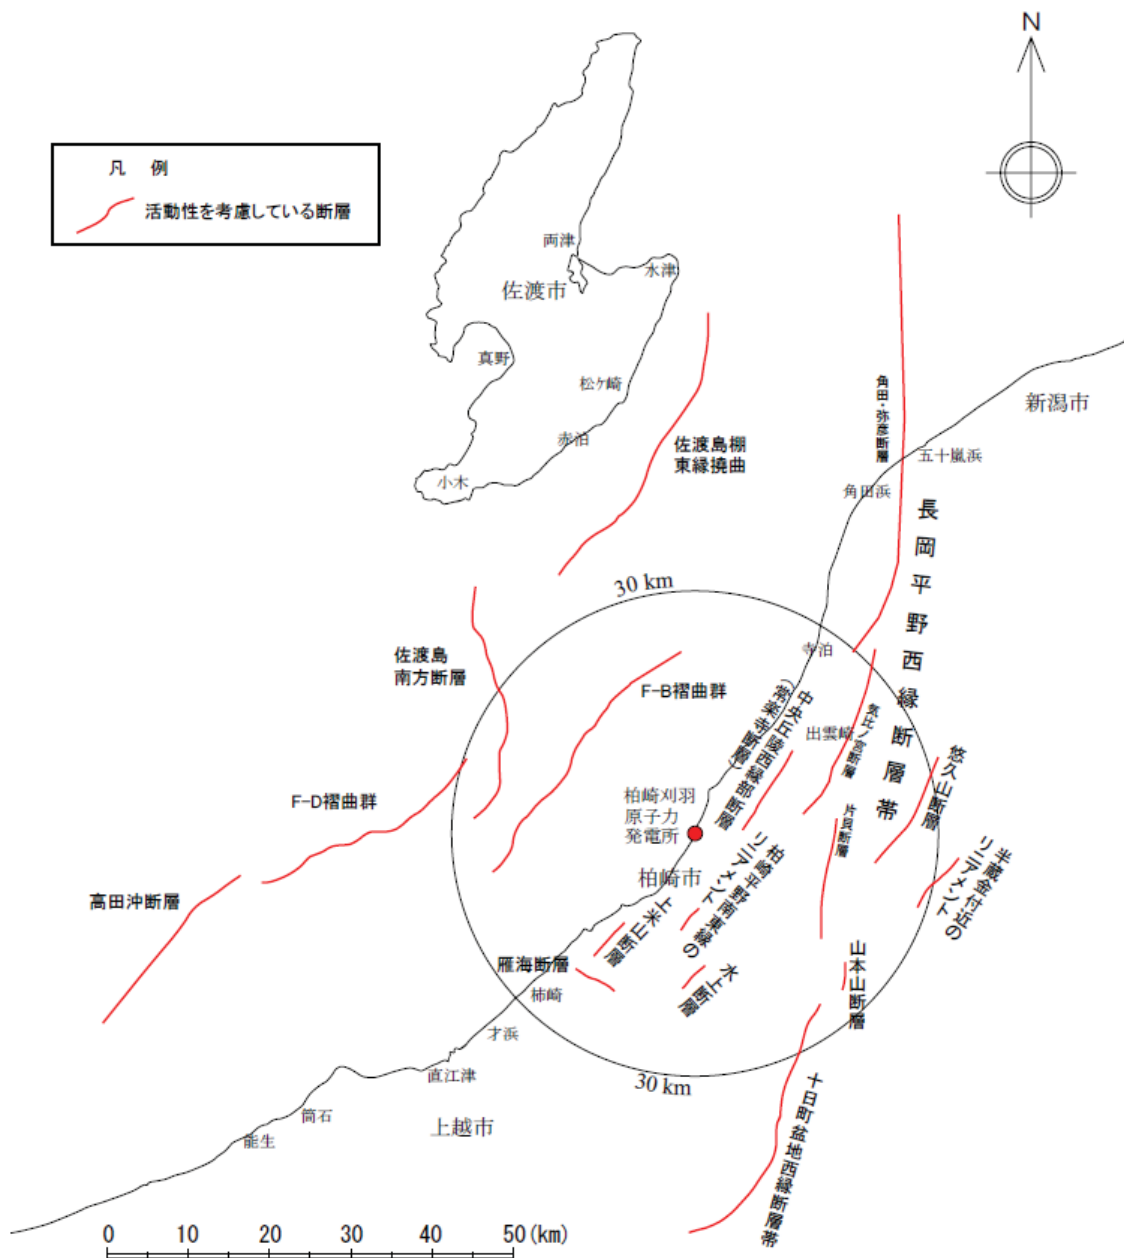 N
凡 例
活動性を考慮している断層
両津
水津
佐渡市
真野
松ケ崎
赤泊
小木
佐渡島棚
東縁撓曲
角田・弥彦断層
新潟市
五十嵐浜
角田浜
長岡平野西縁断層帯
30 km
寺泊
佐渡島
南方断層
F-B褶曲群
中央丘陵西縁部断層
(常楽寺断層)
出雲崎
気比ノ宮断層
悠久山断層
F-D褶曲群
柏崎刈羽
原子力
発電所
片貝断層
半蔵金付近の
リニアメント
柏崎市
柏崎平野南東縁の
リニアメント
高田沖断層
上米山断層
雁海断層
水上断層
山本山断層
柿崎
才浜
直江津
30 km
十日町盆地西縁断層帯
筒石
上越市
能生
0 10 20 30 40 50(km)